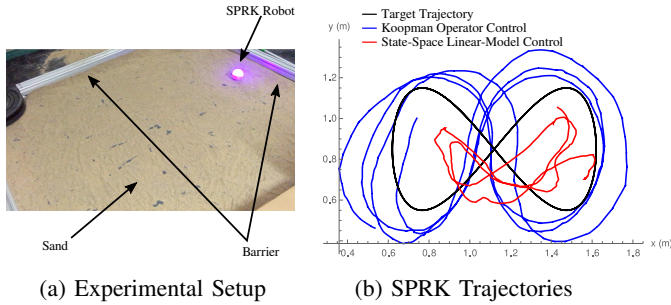 SPRK Robot
Sand
Barrier
(a) Experimental Setup
y (m)
Target Trajectory
Koopman Operator Control
State-Space Linear-Model Control
1.2
1.0
0.8
0.6
0.4
0.6
0.8
1.0
1.2
1.4
1.6
1.8
x (m)
(b) SPRK Trajectories